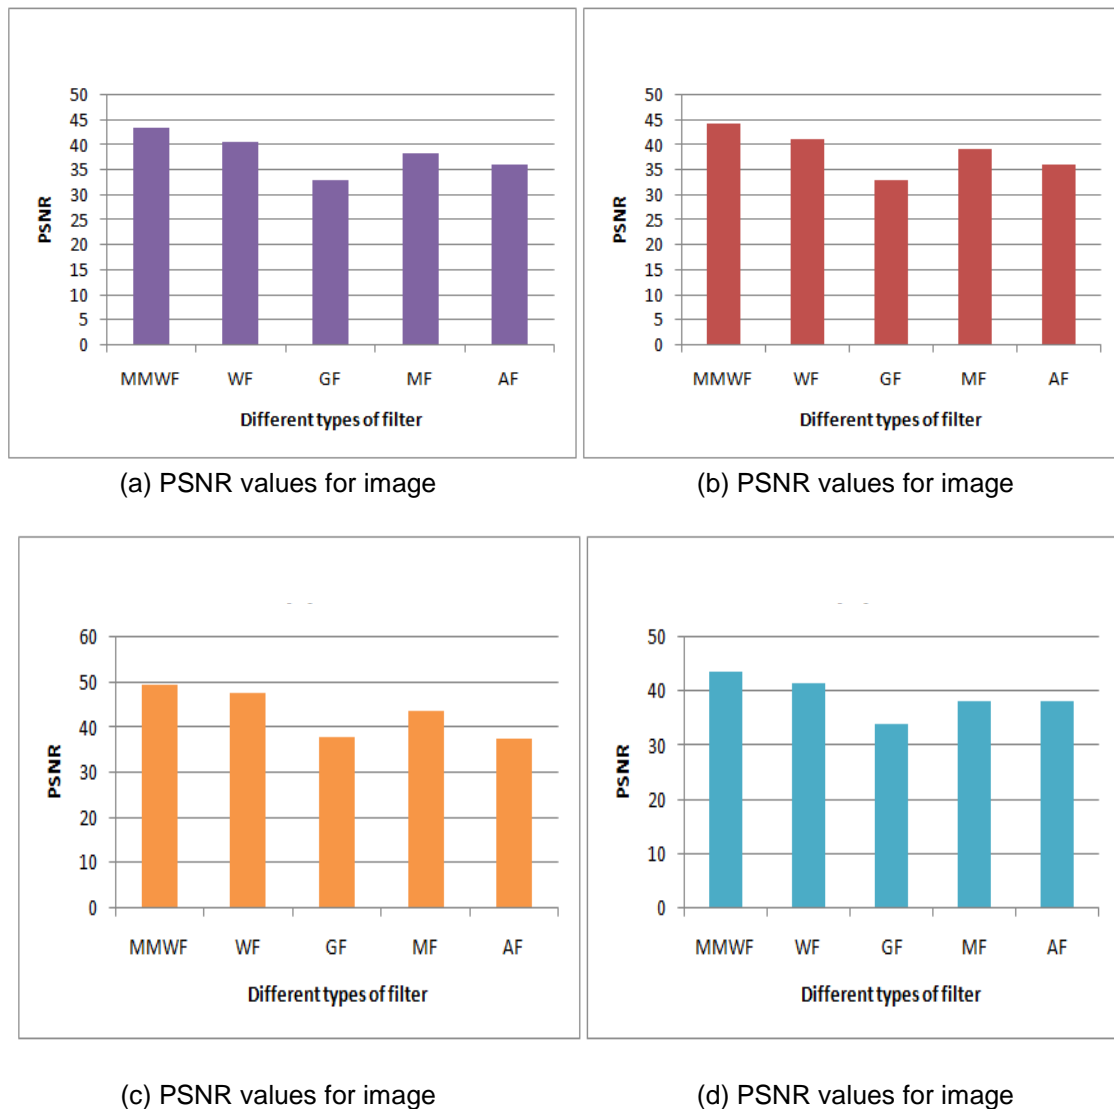 50
45
40
35
30
25
20
15
10
5
0
PSNR
MMWF WF GF MF AF
Different types of filter
(a) PSNR values for image
50
45
40
35
30
25
20
15
10
5
0
PSNR
MMWF WF GF MF AF
Different types of filter
(b) PSNR values for image
60
50
40
30
20
10
0
PSNR
MMWF WF GF MF AF
Different types of filter
(c) PSNR values for image
50
40
30
20
10
0
PSNR
MMWF WF GF MF AF
Different types of filter
(d) PSNR values for image